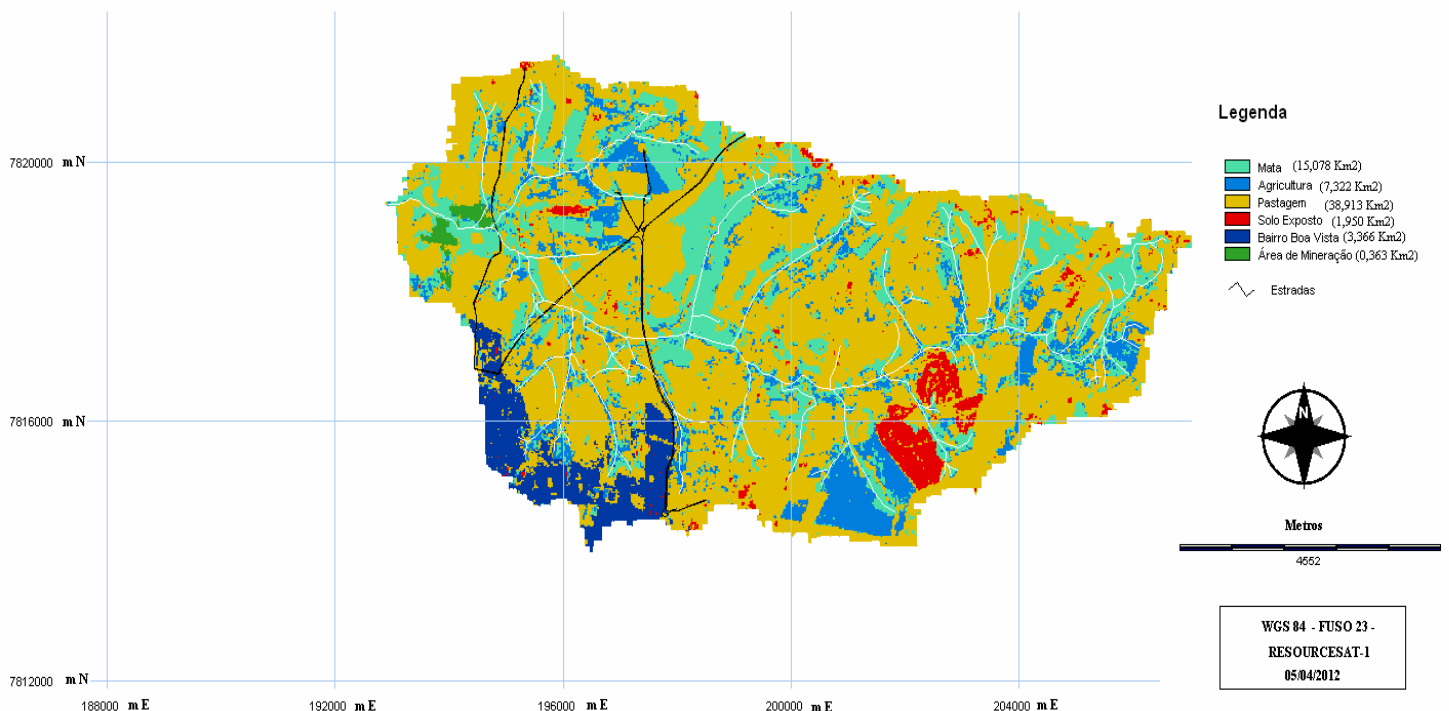 Legenda
Mata (15,078 Km2)
Agricultura (7,322 Km2)
Pastagem (38,913 Km2)
Solo Exposto (1,950 Km2)
Bairro Boa Vista (3,366 Km2)
Área de Mineração (0,363 Km2)
Estradas
7820000 m N
7816000 m N
N
Metros
4552
WGS 84 - FUSO 23 -
RESOURCESAT-1
05/04/2012
7812000 m N
188000 m E 192000 m E 196000 m E 200000 m E 204000 m E